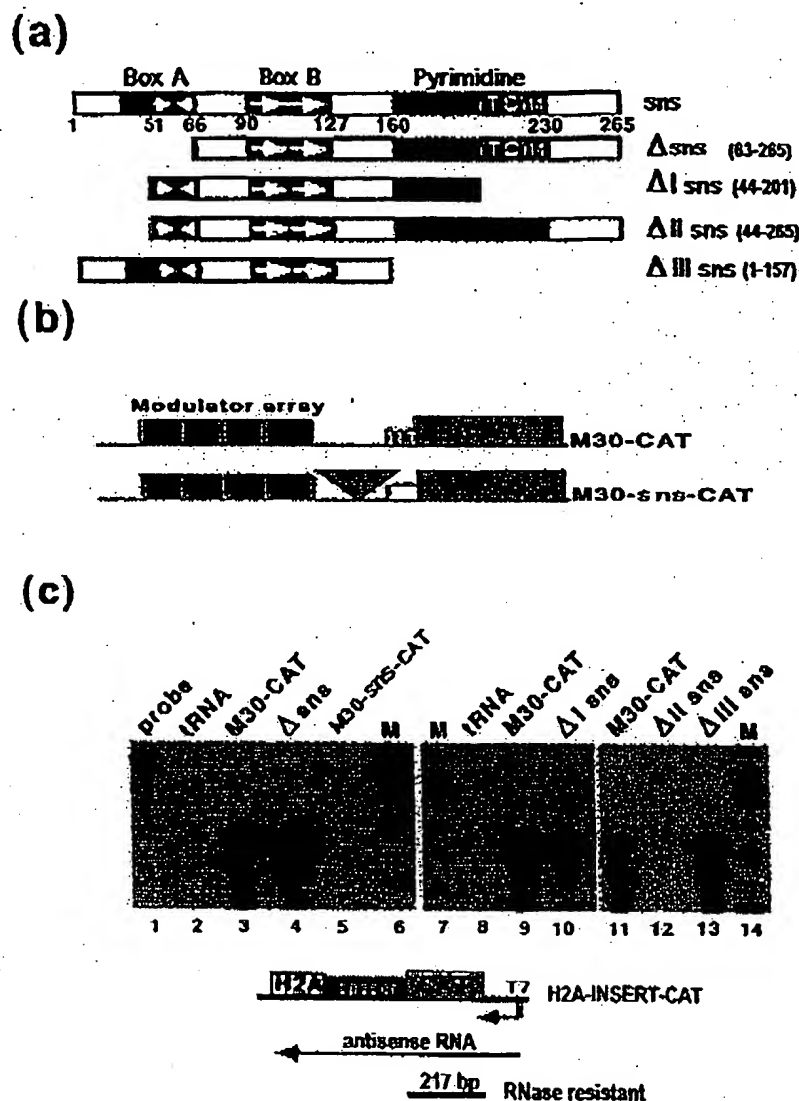 (a)
Box A Box B Pyrimidine
sns
1 51 66 90 127 160 230 265
Δsns (63-265)
ΔI sns (44-201)
ΔII sns (44-265)
ΔIII sns (1-157)
(b)
Modulator array
M30-CAT
M30-sns-CAT
(c)
probe tRNA M30-CAT Δ sns M30-sns-CAT M M tRNA M30-CAT ΔI sns M30-CAT ΔII sns ΔIII sns M
1 2 3 4 5 6 7 8 9 10 11 12 13 14
H2A T7 H2A-INSERT-CAT
antisense RNA
217 bp RNase resistant